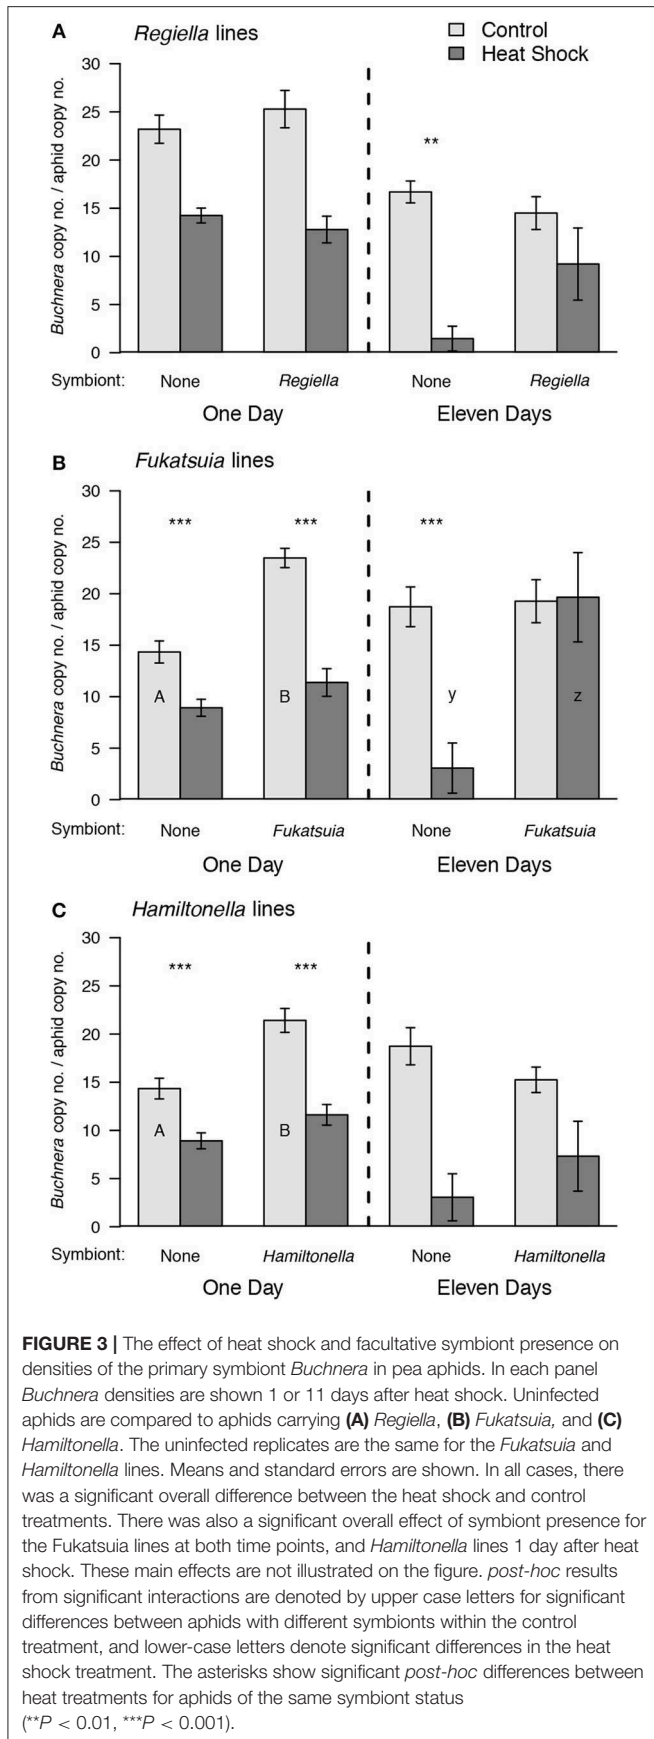 A
Regiella lines
Control
Heat Shock
Buchnera copy no. / aphid copy no.
30
25
20
15
10
5
0
**
Symbiont: None Regiella None Regiella
One Day Eleven Days
B
Fukatsuia lines
Buchnera copy no. / aphid copy no.
30
25
20
15
10
5
0
*** *** ***
A B y z
Symbiont: None Fukatsuia None Fukatsuia
One Day Eleven Days
C
Hamiltonella lines
Buchnera copy no. / aphid copy no.
30
25
20
15
10
5
0
*** ***
A B
Symbiont: None Hamiltonella None Hamiltonella
One Day Eleven Days
FIGURE 3 | The effect of heat shock and facultative symbiont presence on
densities of the primary symbiont Buchnera in pea aphids. In each panel
Buchnera densities are shown 1 or 11 days after heat shock. Uninfected
aphids are compared to aphids carrying (A) Regiella, (B) Fukatsuia, and (C)
Hamiltonella. The uninfected replicates are the same for the Fukatsuia and
Hamiltonella lines. Means and standard errors are shown. In all cases, there
was a significant overall difference between the heat shock and control
treatments. There was also a significant overall effect of symbiont presence for
the Fukatsuia lines at both time points, and Hamiltonella lines 1 day after heat
shock. These main effects are not illustrated on the figure. post-hoc results
from significant interactions are denoted by upper case letters for significant
differences between aphids with different symbionts within the control
treatment, and lower-case letters denote significant differences in the heat
shock treatment. The asterisks show significant post-hoc differences between
heat treatments for aphids of the same symbiont status
(**P < 0.01, ***P < 0.001).